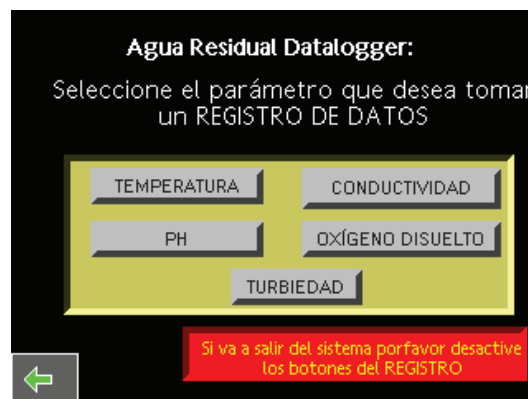 Agua Residual Datalogger:
Seleccione el parámetro que desea tomar
un REGISTRO DE DATOS
TEMPERATURA
CONDUCTIVIDAD
PH
OXÍGENO DISUELTO
TURBIEDAD
Si va a salir del sistema porfavor desactive
los botones del REGISTRO